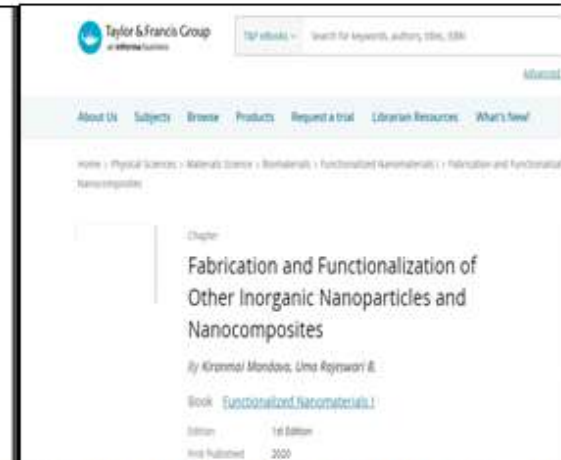 Taylor & Francis Group
an informa business
T&F eBooks Search for keywords, authors, titles, ISBN
Advanced
About Us Subjects Browse Products Request a trial Librarian Resources What's New!
Home > Physical Sciences > Materials Science > Biomaterials > Functionalized Nanomaterials I > Fabrication and Functionalizat
Nanocomposites
Chapter
Fabrication and Functionalization of
Other Inorganic Nanoparticles and
Nanocomposites
By Kiranmai Mandava, Uma Rajeswari B.
Book Functionalized Nanomaterials I
Edition 1st Edition
First Published 2020